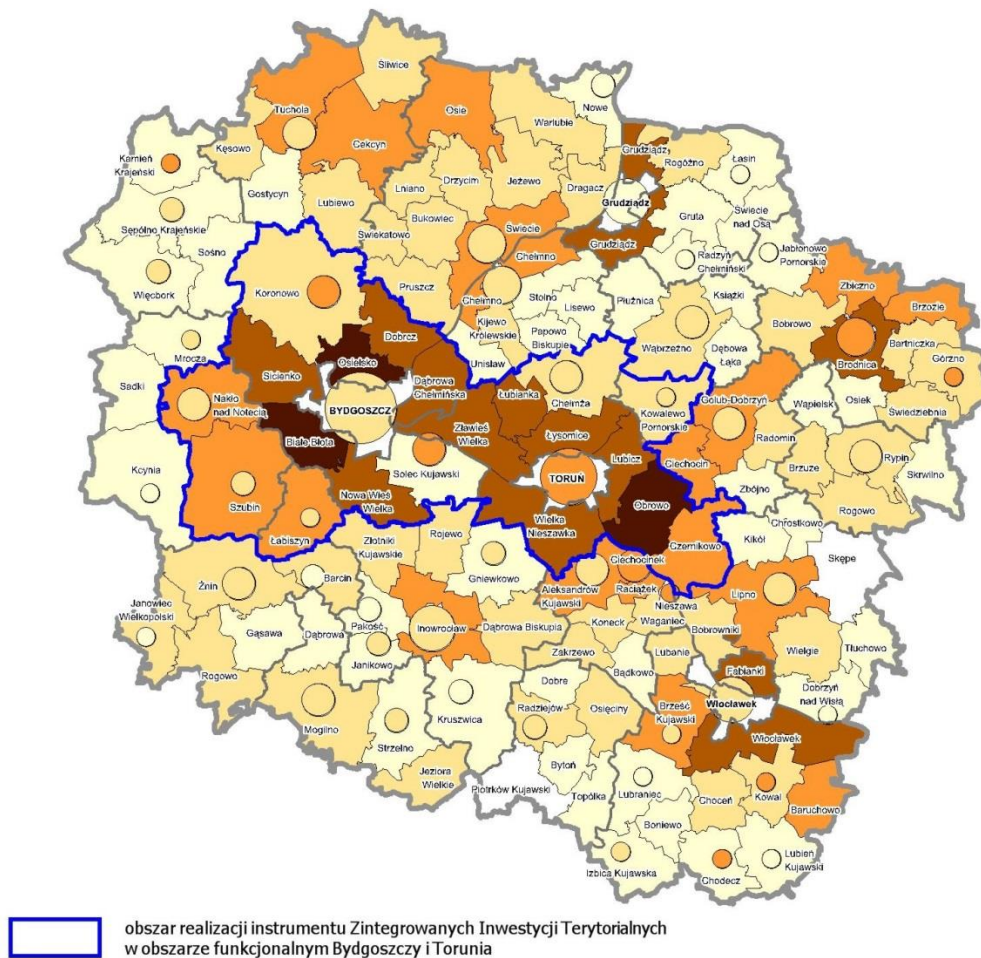 Śliwice
Tuchola
Osie
Nowe
Cekcyn
Warlubie
Kęsowo
Kamień
Krajeński
Grudziądz
Rogóźno
Łasin
Gostycyn
Lubiewo
Lniano
Drzycim
Jeżewo
Dragacz
Grudziądz
Sępólno Krajeńskie
Bukowiec
Świekatowo
Świecie
Gruta
Świecie
nad Osą
Sośno
Chełmno
Grudziądz
Radzyń
Chełmiński
Jabłonowo
Pomorskie
Więcbork
Koronowo
Pruszcz
Chełmno
Stolno
Lisewo
Płużnica
Książki
Zbiczno
Brzozie
Kijewo
Królewskie
Papowo
Biskupie
Wąbrzeźno
Bobrowo
Bartniczka
Mrocza
Dobrcz
Unisław
Dębowa
Łąka
Brodnica
Górzno
Sadki
Sicienko
Osielsko
Dąbrowa
Chełmińska
Łubianka
Chełmża
Kowalewo
Pomorskie
Golub-Dobrzyń
Wąpielsk
Osiek
Świedziebnia
Nakło
nad Notecią
BYDGOSZCZ
Zławieś
Wielka
Łysomice
Radomin
Rypin
Białe Błota
Solec Kujawski
Lubicz
Ciechocin
Brzuze
Skrwilno
Kcynia
TORUŃ
Zbójno
Rogowo
Szubin
Nowa Wieś
Wielka
Obrowo
Wielka
Nieszawka
Chrostkowo
Łabiszyn
Czernikowo
Kikół
Złotniki
Kujawskie
Rojewo
Gniewkowo
Ciechocinek
Skępe
Żnin
Barcin
Aleksandrów
Kujawski
Raciążek
Nieszawa
Lipno
Janowiec
Wielkopolski
Pakość
Inowrocław
Dąbrowa Biskupia
Koneck
Waganiec
Bobrowniki
Gąsawa
Dąbrowa
Janikowo
Zakrzewo
Lubanie
Wielgie
Tłuchowo
Rogowo
Bądkowo
Fabianki
Dobre
Dobrzyń
nad Wisłą
Mogilno
Kruszwica
Radziejów
Osięciny
Brześć
Kujawski
Włocławek
Strzelno
Włocławek
Jeziora
Wielkie
Bytoń
Piotrków Kujawski
Topólka
Lubraniec
Choceń
Kowal
Baruchowo
Boniewo
Izbica Kujawska
Chodecz
Lubień
Kujawski
obszar realizacji instrumentu Zintegrowanych Inwestycji Terytorialnych
w obszarze funkcjonalnym Bydgoszczy i Torunia